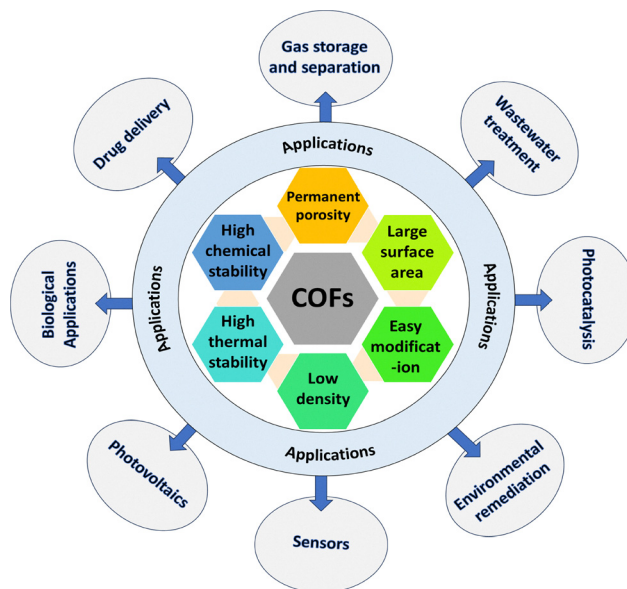 Gas storage
and separation
Wastewater
treatment
Photocatalysis
Environmental
remediation
Sensors
Photovoltaics
Biological
Applications
Drug delivery
Applications
Applications
Applications
Applications
Permanent
porosity
Large
surface
area
Easy
modificat
-ion
Low
density
High
thermal
stability
High
chemical
stability
COFs